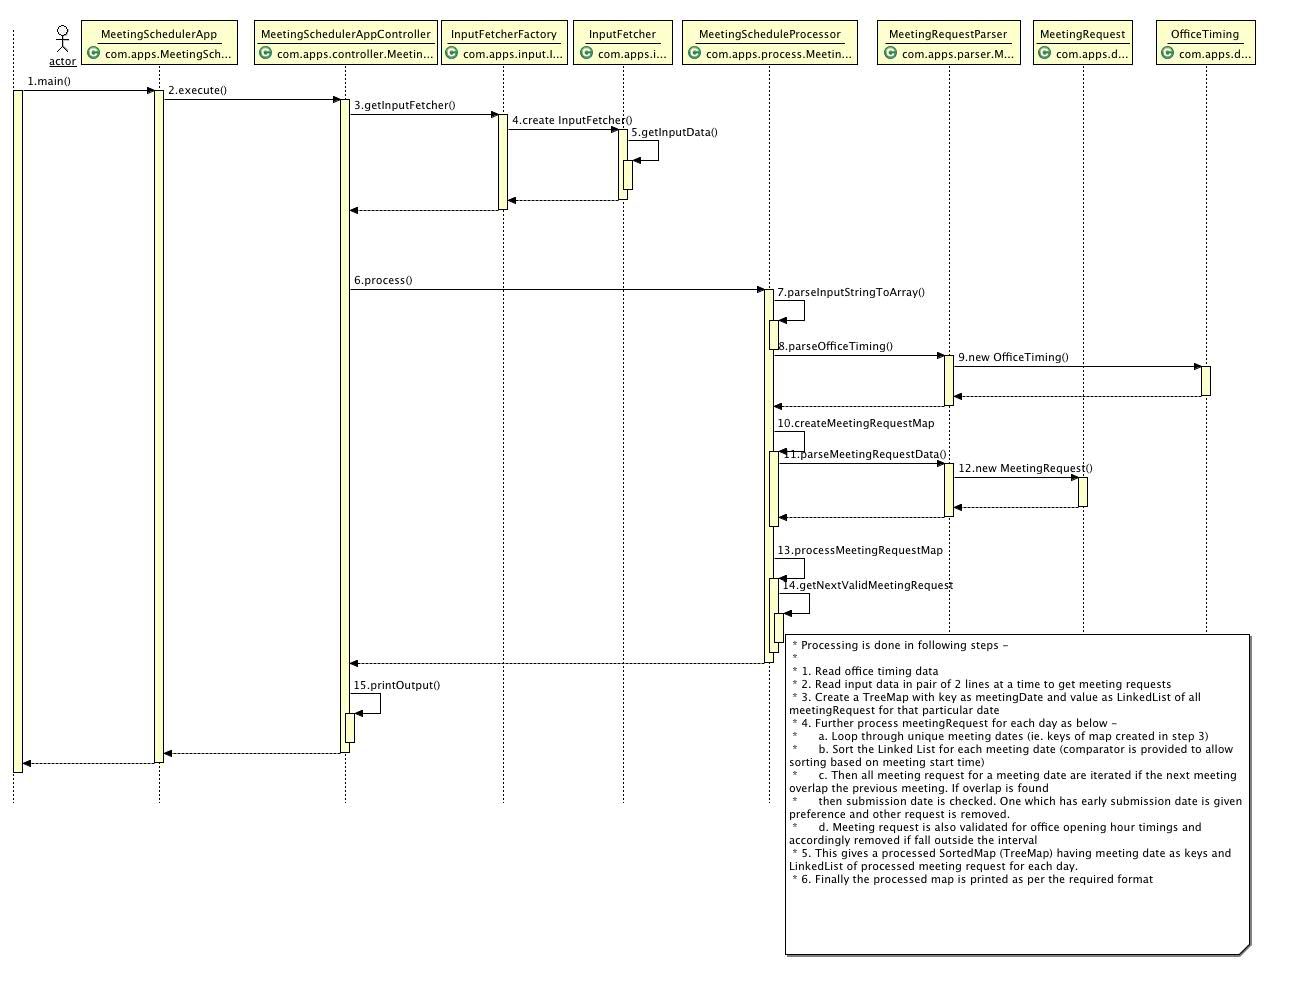 actor
MeetingSchedulerApp
C com.apps.MeetingSch...
MeetingSchedulerAppController
C com.apps.controller.Meetin...
InputFetcherFactory
C com.apps.input.I...
InputFetcher
C com.apps.i...
MeetingScheduleProcessor
C com.apps.process.Meetin...
MeetingRequestParser
C com.apps.parser.M...
MeetingRequest
C com.apps.d...
OfficeTiming
C com.apps.d...
1.main()
2.execute()
3.getInputFetcher()
4.create InputFetcher()
5.getInputData()
6.process()
7.parseInputStringToArray()
8.parseOfficeTiming()
9.new OfficeTiming()
10.createMeetingRequestMap
11.parseMeetingRequestData()
12.new MeetingRequest()
13.processMeetingRequestMap
14.getNextValidMeetingRequest
15.printOutput()
* Processing is done in following steps -
*
* 1. Read office timing data
* 2. Read input data in pair of 2 lines at a time to get meeting requests
* 3. Create a TreeMap with key as meetingDate and value as LinkedList of all
meetingRequest for that particular date
* 4. Further process meetingRequest for each day as below -
* a. Loop through unique meeting dates (ie. keys of map created in step 3)
* b. Sort the Linked List for each meeting date (comparator is provided to allow
sorting based on meeting start time)
* c. Then all meeting request for a meeting date are iterated if the next meeting
overlap the previous meeting. If overlap is found
* then submission date is checked. One which has early submission date is given
preference and other request is removed.
* d. Meeting request is also validated for office opening hour timings and
accordingly removed if fall outside the interval
* 5. This gives a processed SortedMap (TreeMap) having meeting date as keys and
LinkedList of processed meeting request for each day.
* 6. Finally the processed map is printed as per the required format